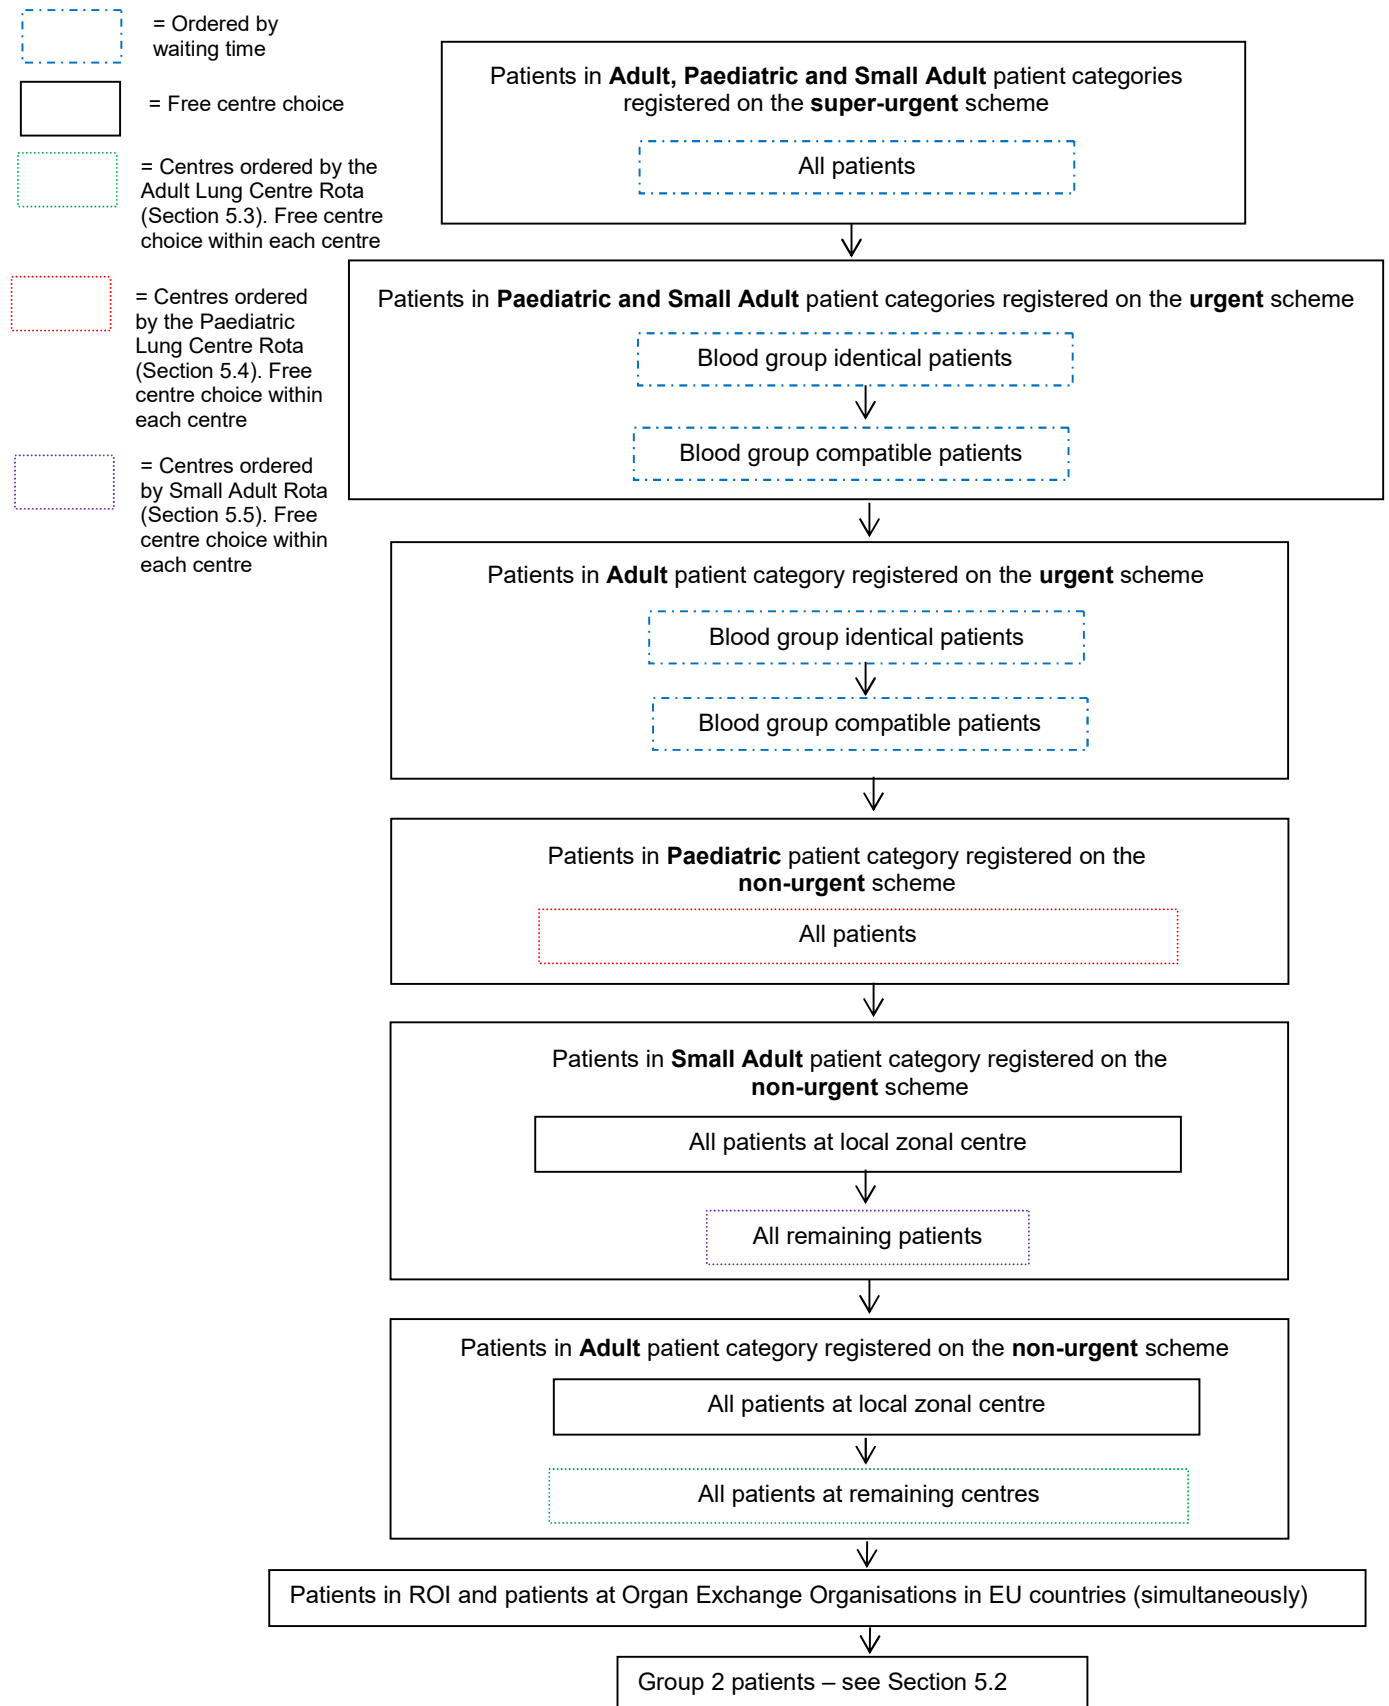 = Ordered by
waiting time
= Free centre choice
= Centres ordered by the
Adult Lung Centre Rota
(Section 5.3). Free centre
choice within each centre
= Centres ordered
by the Paediatric
Lung Centre Rota
(Section 5.4). Free
centre choice within
each centre
= Centres ordered
by Small Adult Rota
(Section 5.5). Free
centre choice within
each centre
Patients in Adult, Paediatric and Small Adult patient categories
registered on the super-urgent scheme
All patients
Patients in Paediatric and Small Adult patient categories registered on the urgent scheme
Blood group identical patients
Blood group compatible patients
Patients in Adult patient category registered on the urgent scheme
Blood group identical patients
Blood group compatible patients
Patients in Paediatric patient category registered on the
non-urgent scheme
All patients
Patients in Small Adult patient category registered on the
non-urgent scheme
All patients at local zonal centre
All remaining patients
Patients in Adult patient category registered on the non-urgent scheme
All patients at local zonal centre
All patients at remaining centres
Patients in ROI and patients at Organ Exchange Organisations in EU countries (simultaneously)
Group 2 patients – see Section 5.2